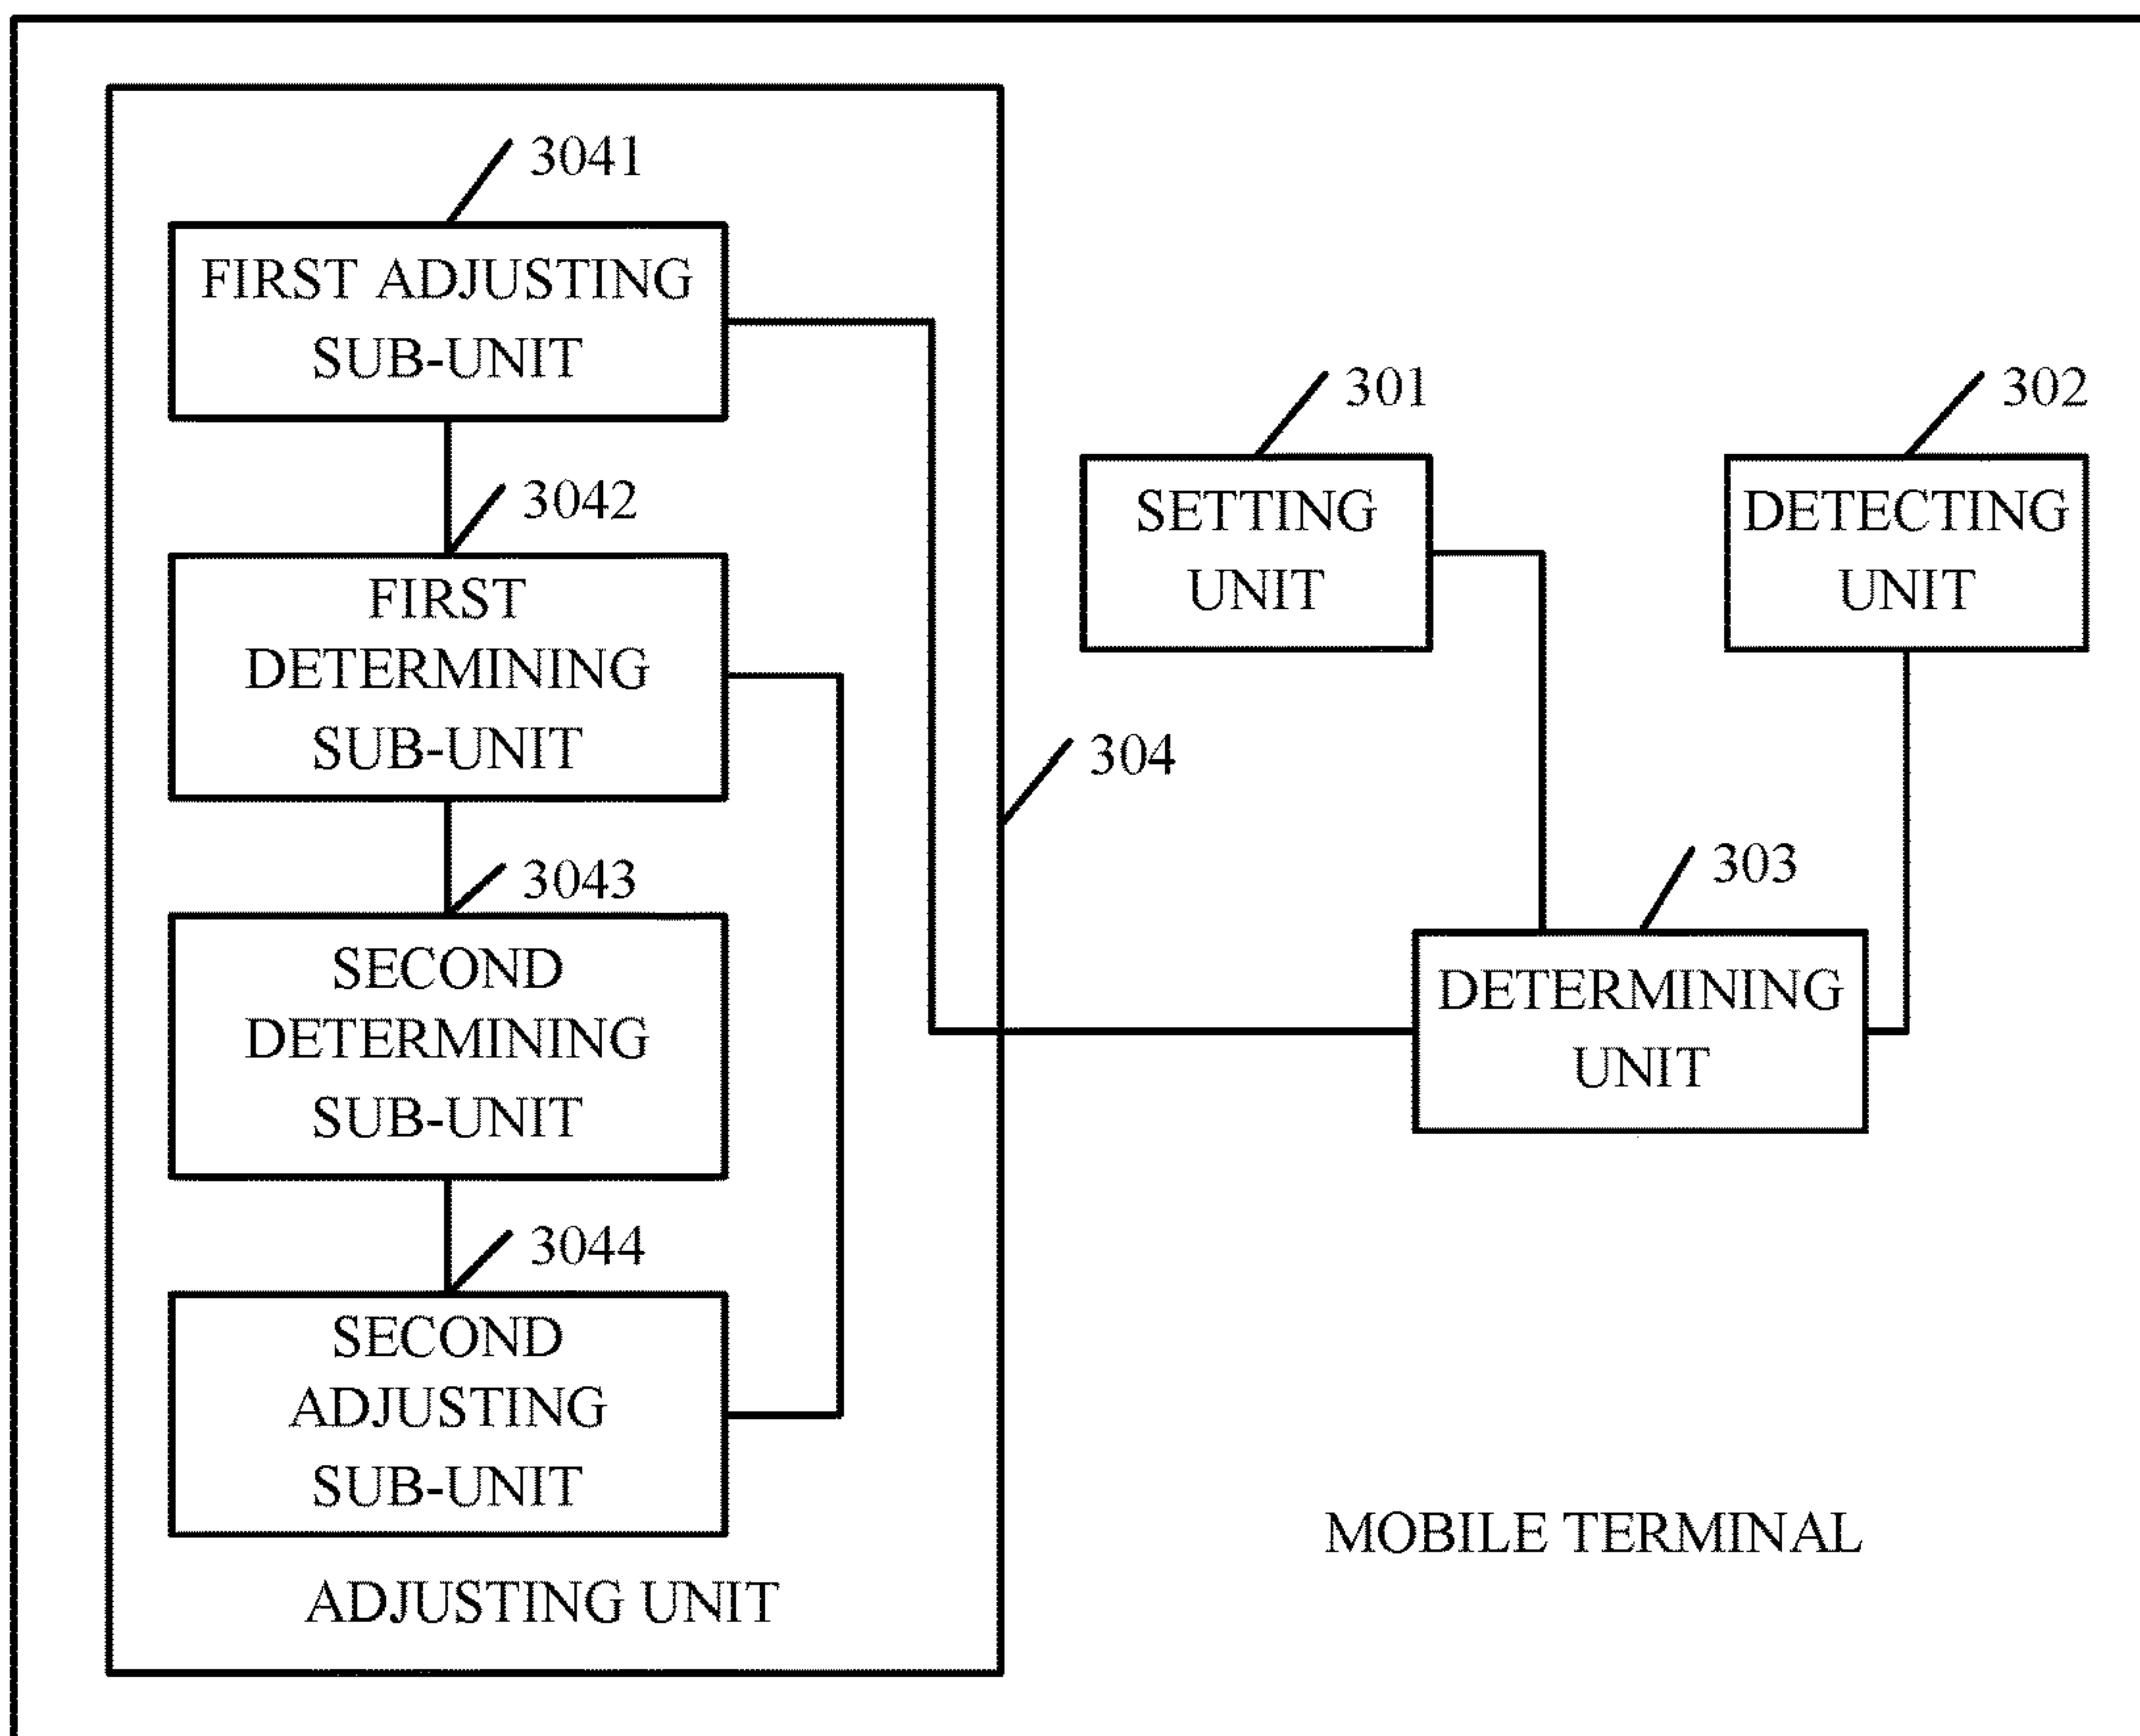 3041
FIRST ADJUSTING
SUB-UNIT
3042
FIRST
DETERMINING
SUB-UNIT
3043
SECOND
DETERMINING
SUB-UNIT
3044
SECOND
ADJUSTING
SUB-UNIT
ADJUSTING UNIT
304
301
SETTING
UNIT
302
DETECTING
UNIT
303
DETERMINING
UNIT
MOBILE TERMINAL